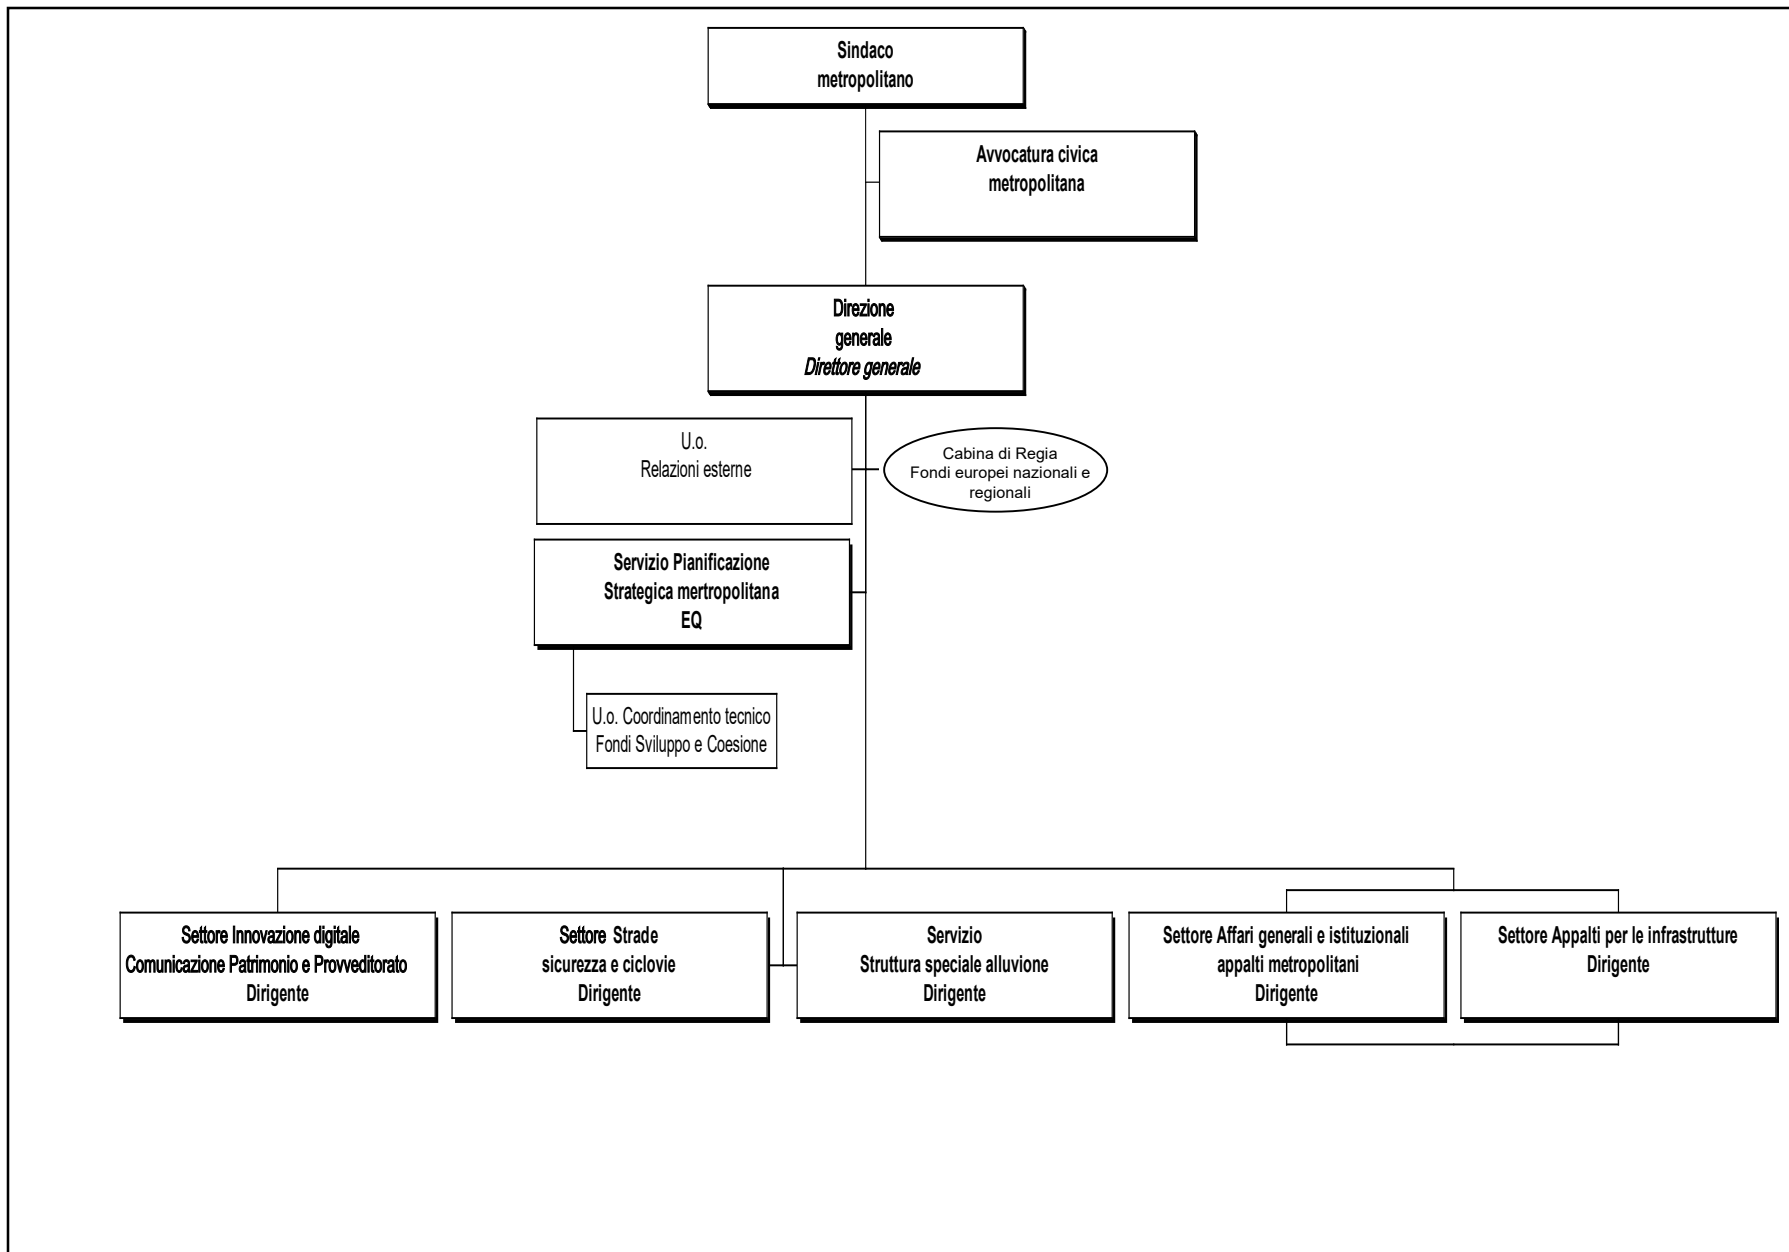 Sindaco
metropolitano
Avvocatura civica
metropolitana
Direzione
generale
Direttore generale
U.o.
Relazioni esterne
Cabina di Regia
Fondi europei nazionali e
regionali
Servizio Pianificazione
Strategica mertropolitana
EQ
U.o. Coordinamento tecnico
Fondi Sviluppo e Coesione
Settore Innovazione digitale
Comunicazione Patrimonio e Provveditorato
Dirigente
Settore Strade
sicurezza e ciclovie
Dirigente
Servizio
Struttura speciale alluvione
Dirigente
Settore Affari generali e istituzionali
appalti metropolitani
Dirigente
Settore Appalti per le infrastrutture
Dirigente